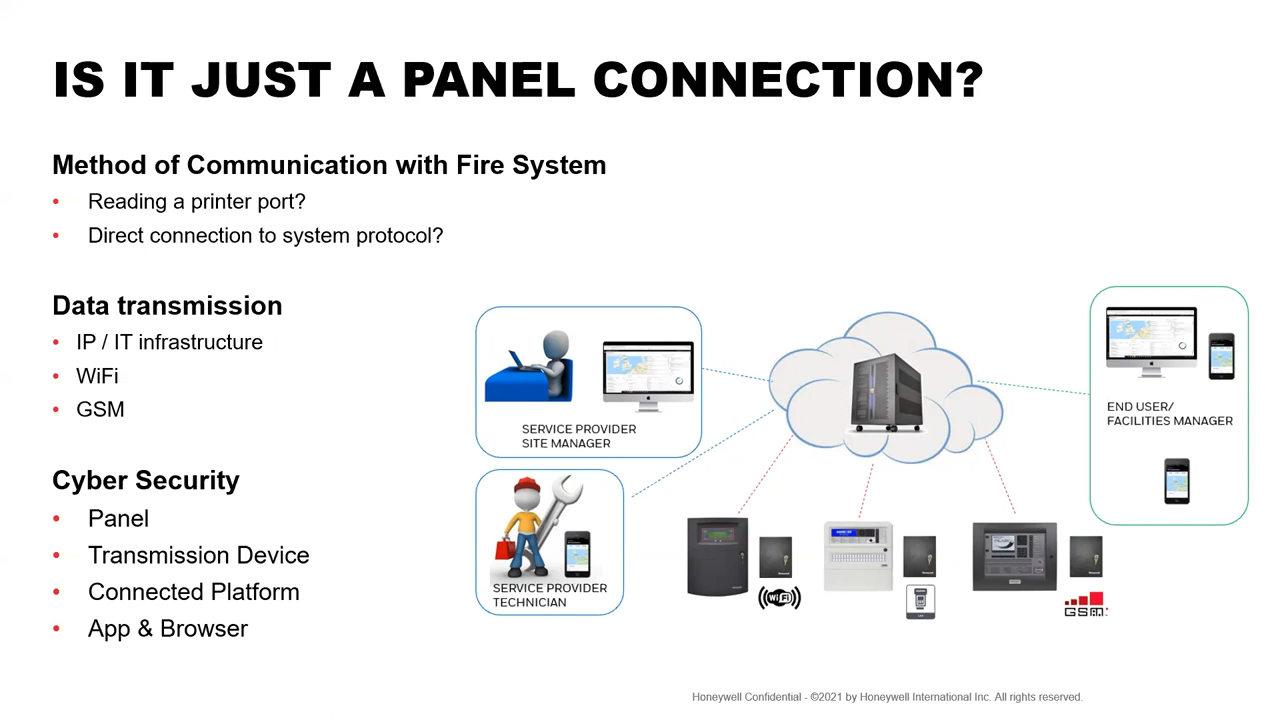 IS IT JUST A PANEL CONNECTION?
Method of Communication with Fire System
• Reading a printer port?
• Direct connection to system protocol?
Data transmission
• IP / IT infrastructure
• WiFi
• GSM
Cyber Security
• Panel
• Transmission Device
• Connected Platform
• App & Browser
SERVICE PROVIDER
SITE MANAGER
SERVICE PROVIDER
TECHNICIAN
END USER/
FACILITIES MANAGER
WiFi
GSM
Honeywell Confidential - ©2021 by Honeywell International Inc. All rights reserved.